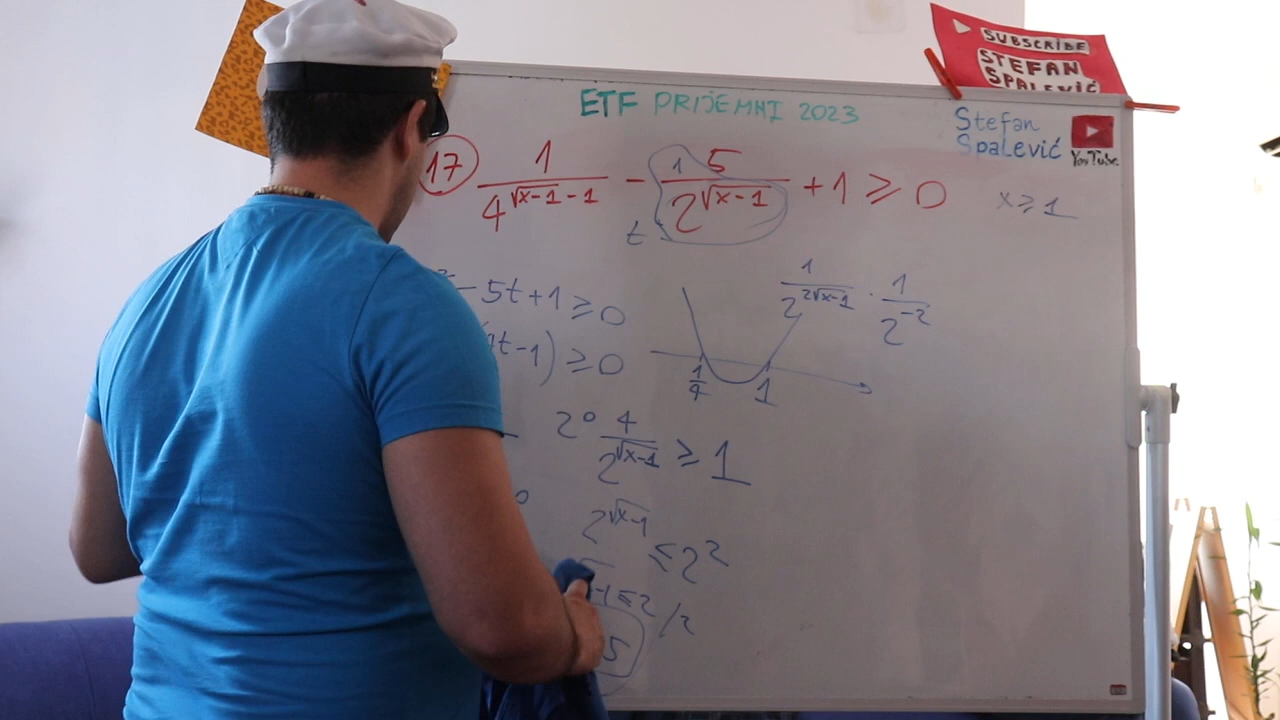 SUBSCRIBE
STEFAN
SPALEVIĆ
ETF PRIJEMNI 2023
Stefan
Spalević
YouTube
17 1/4^(√x-1 - 1) - 5/2^(√x-1) + 1 ≥ 0
x ≥ 1
1
t
- 5t + 1 ≥ 0
1/2^(2√x-1) · 1/2^(-2)
t - 1) ≥ 0
1/4 1
2° 4/2^(√x-1) ≥ 1
2^(√x-1)
≤ 2^2
-1 ≤ 2 /2
5